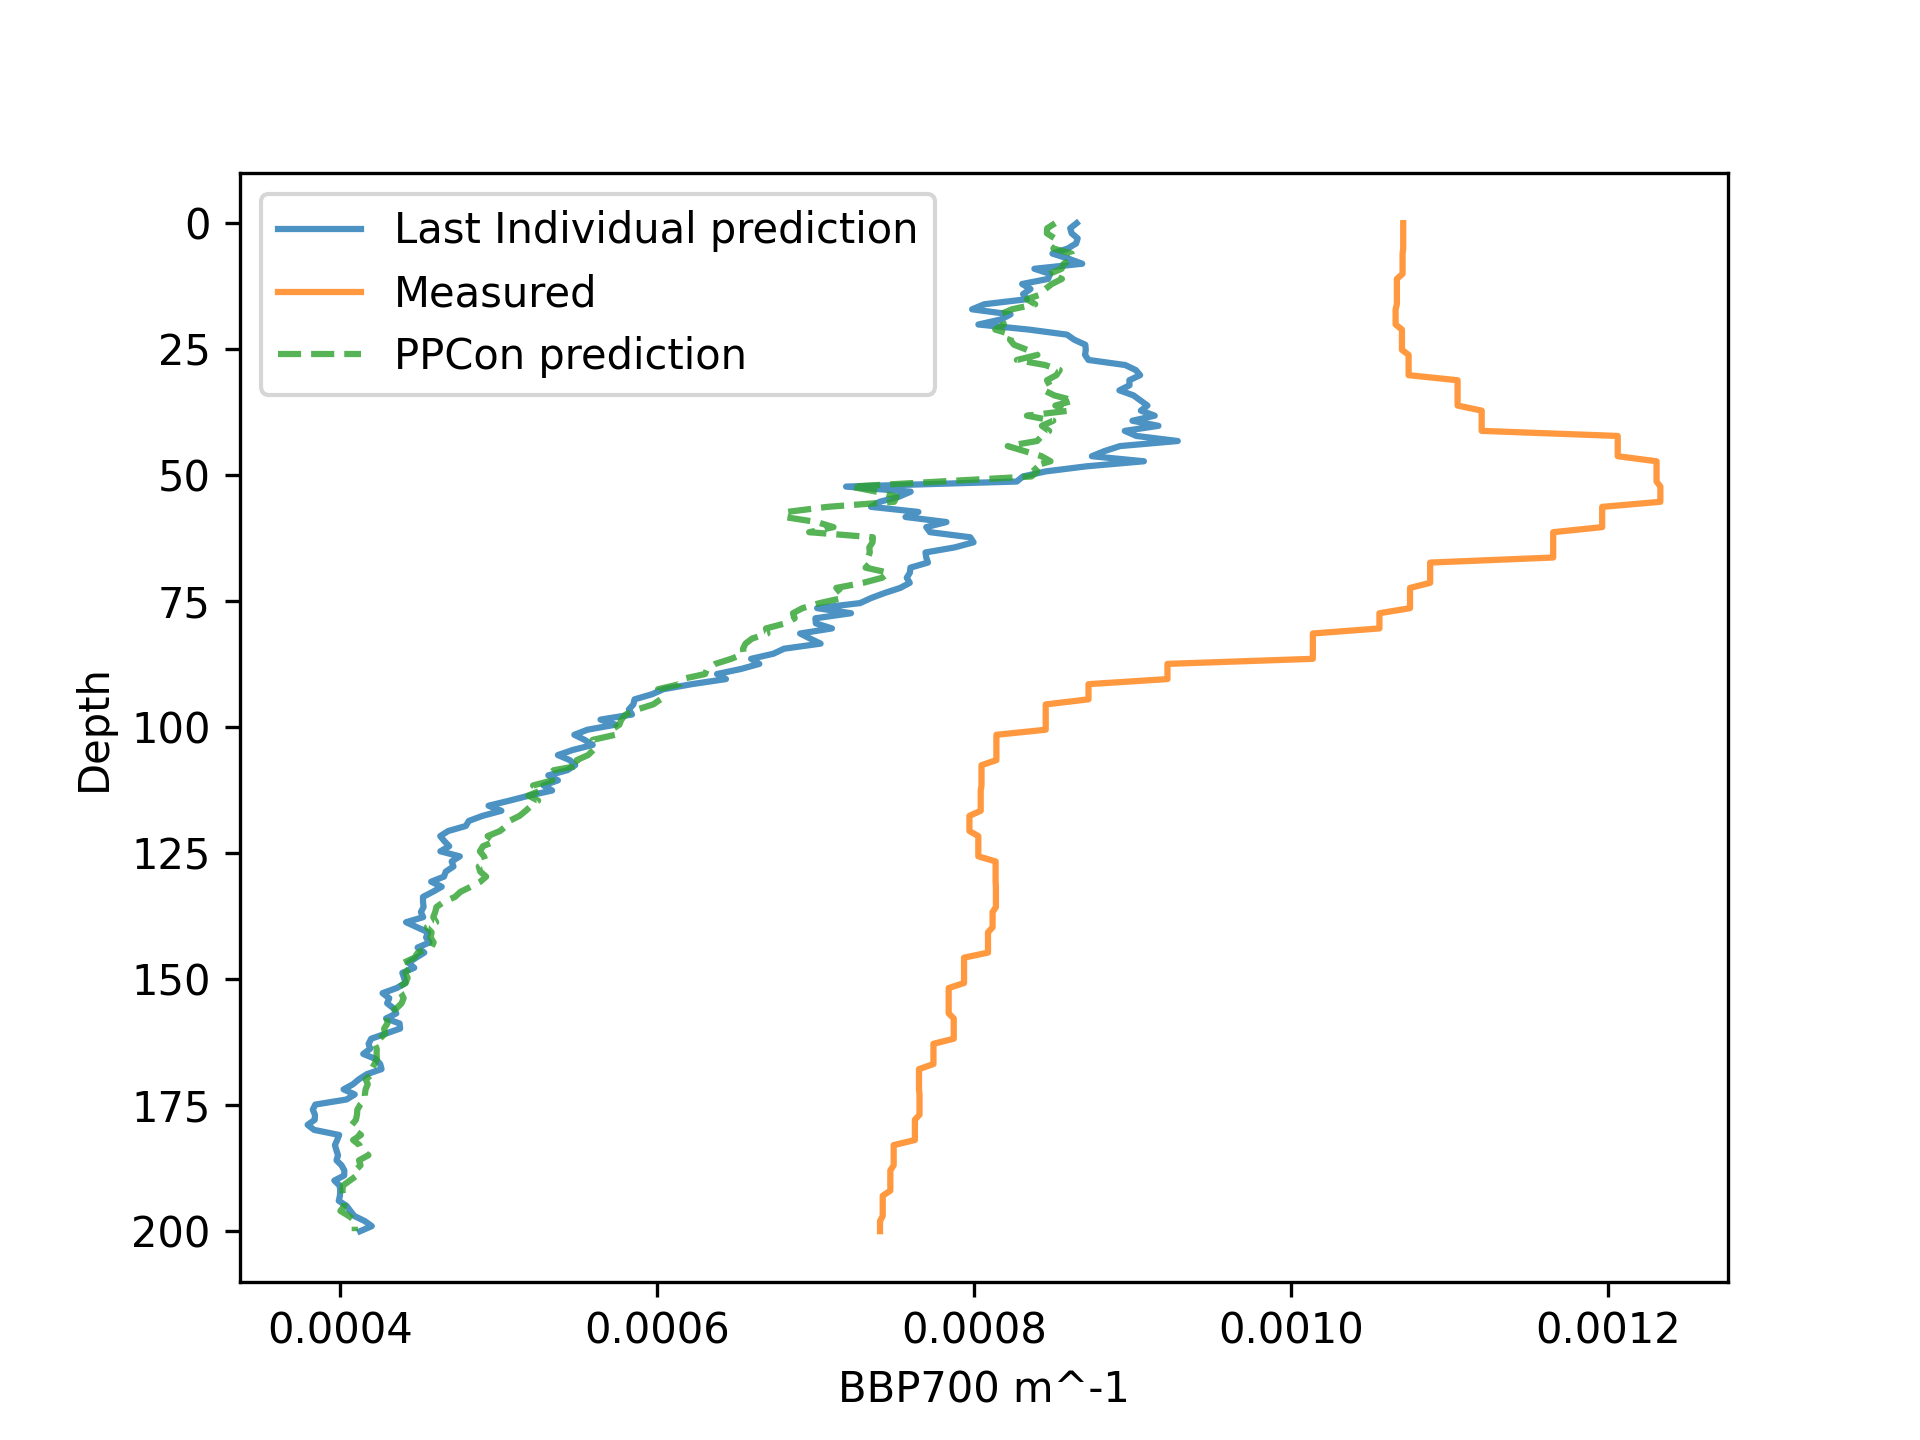 Last Individual prediction
Measured
PPCon prediction
0
25
50
75
100
125
150
175
200
Depth
0.0004 0.0006 0.0008 0.0010 0.0012
BBP700 m^-1